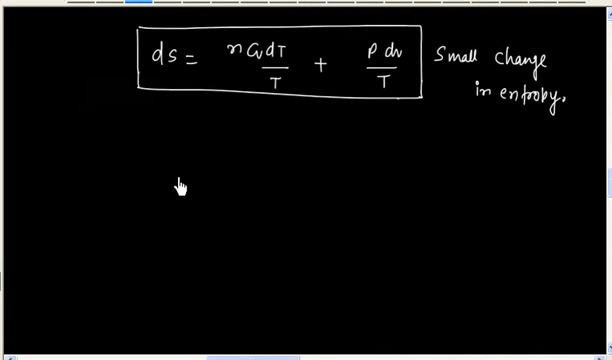 ds = nCvdT/T + Pdv/T
Small change
in entropy.